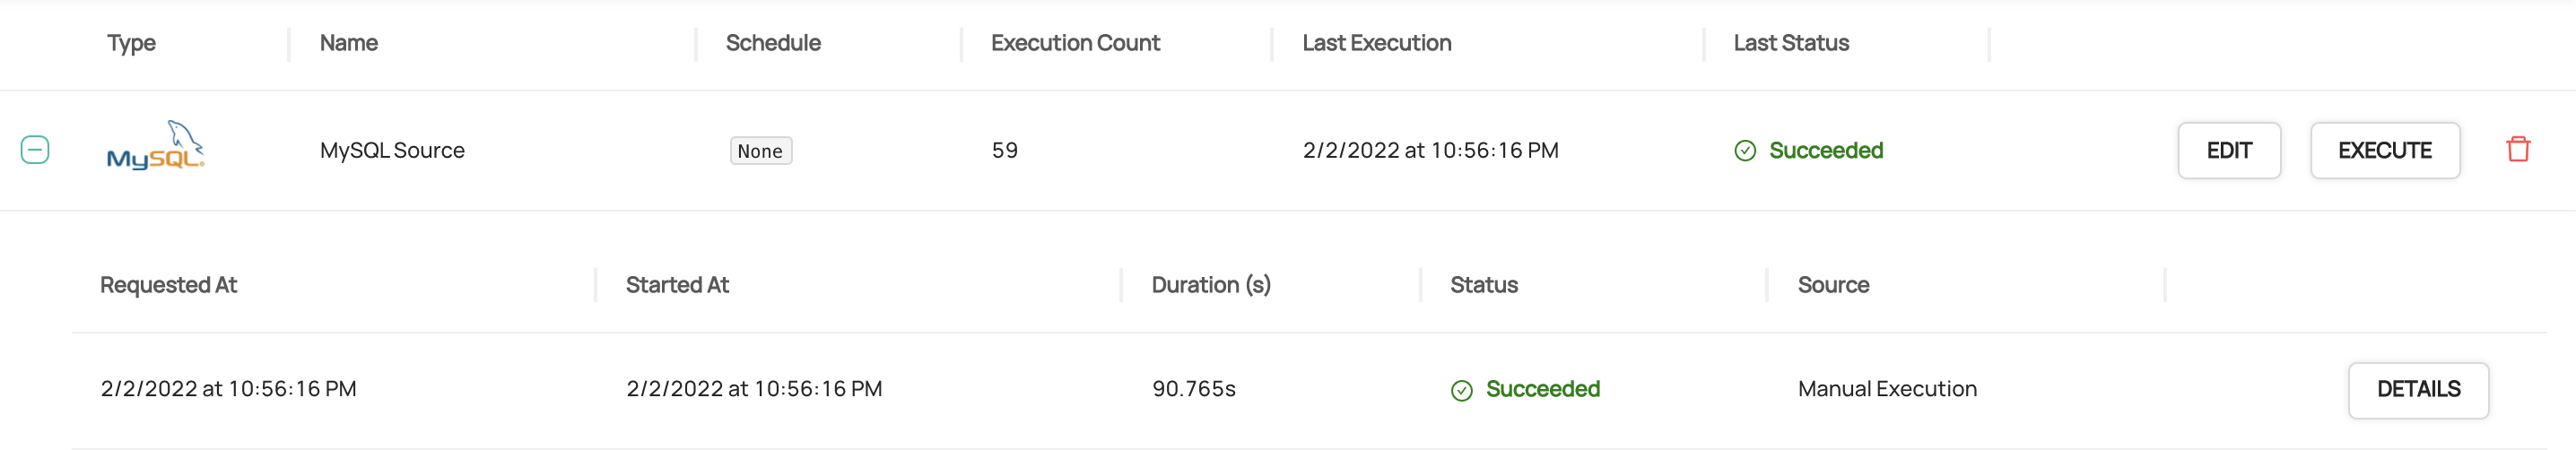 Type Name Schedule Execution Count Last Execution Last Status
MySQL® MySQL Source None 59 2/2/2022 at 10:56:16 PM Succeeded EDIT EXECUTE
Requested At Started At Duration (s) Status Source
2/2/2022 at 10:56:16 PM 2/2/2022 at 10:56:16 PM 90.765s Succeeded Manual Execution DETAILS